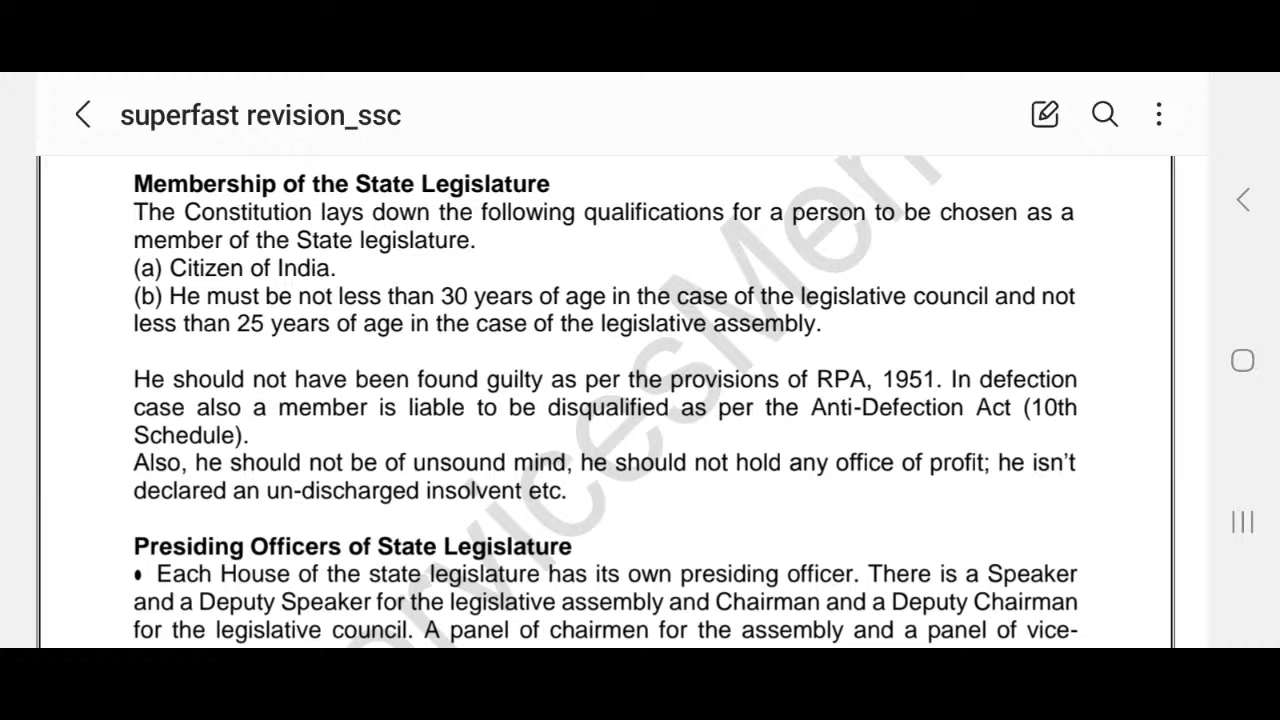 superfast revision_ssc
Membership of the State Legislature
The Constitution lays down the following qualifications for a person to be chosen as a
member of the State legislature.
(a) Citizen of India.
(b) He must be not less than 30 years of age in the case of the legislative council and not
less than 25 years of age in the case of the legislative assembly.
He should not have been found guilty as per the provisions of RPA, 1951. In defection
case also a member is liable to be disqualified as per the Anti-Defection Act (10th
Schedule).
Also, he should not be of unsound mind, he should not hold any office of profit; he isn't
declared an un-discharged insolvent etc.
Presiding Officers of State Legislature
• Each House of the state legislature has its own presiding officer. There is a Speaker
and a Deputy Speaker for the legislative assembly and Chairman and a Deputy Chairman
for the legislative council. A panel of chairmen for the assembly and a panel of vice-